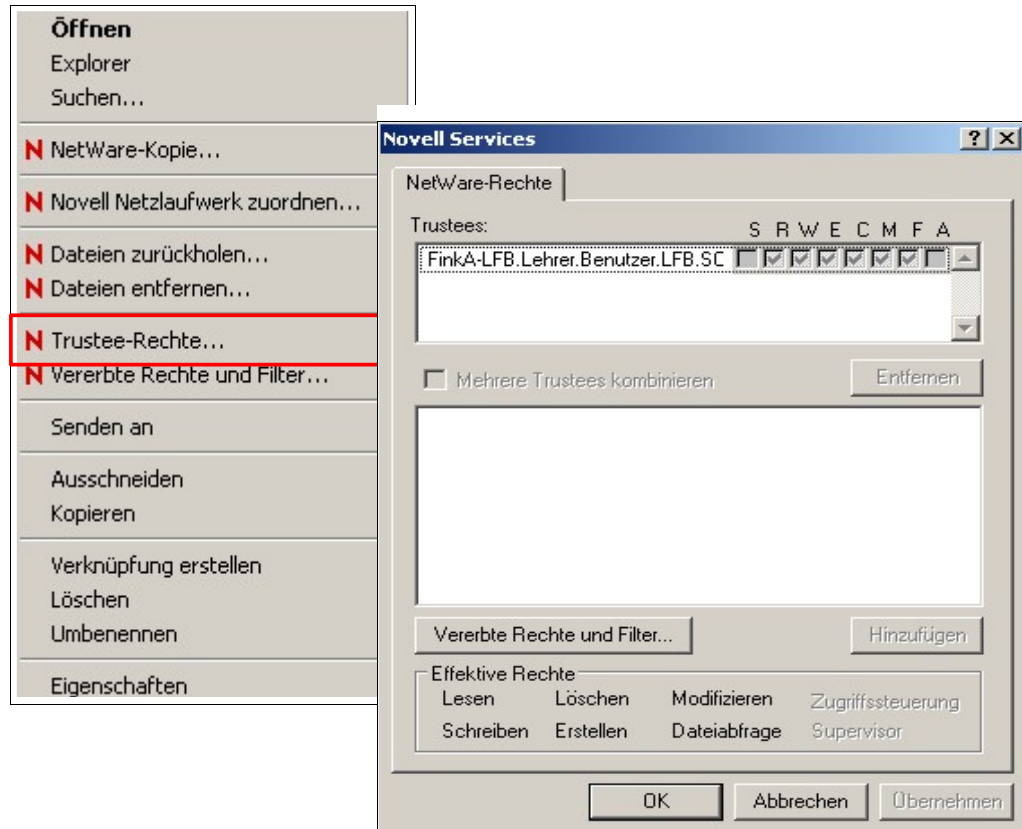 Öffnen
Explorer
Suchen...
N NetWare-Kopie...
N Novell Netzlaufwerk zuordnen...
N Dateien zurückholen...
N Dateien entfernen...
N Trustee-Rechte...
N Vererbte Rechte und Filter...
Senden an
Ausschneiden
Kopieren
Verknüpfung erstellen
Löschen
Umbenennen
Eigenschaften
Novell Services
NetWare-Rechte
Trustees: S R W E C M F A
FinkA-LFB.Lehrer.Benutzer.LFB.SC
Mehrere Trustees kombinieren Entfernen
Vererbte Rechte und Filter... Hinzufügen
Effektive Rechte
Lesen Löschen Modifizieren Zugriffssteuerung
Schreiben Erstellen Dateiabfrage Supervisor
OK Abbrechen Übernehmen